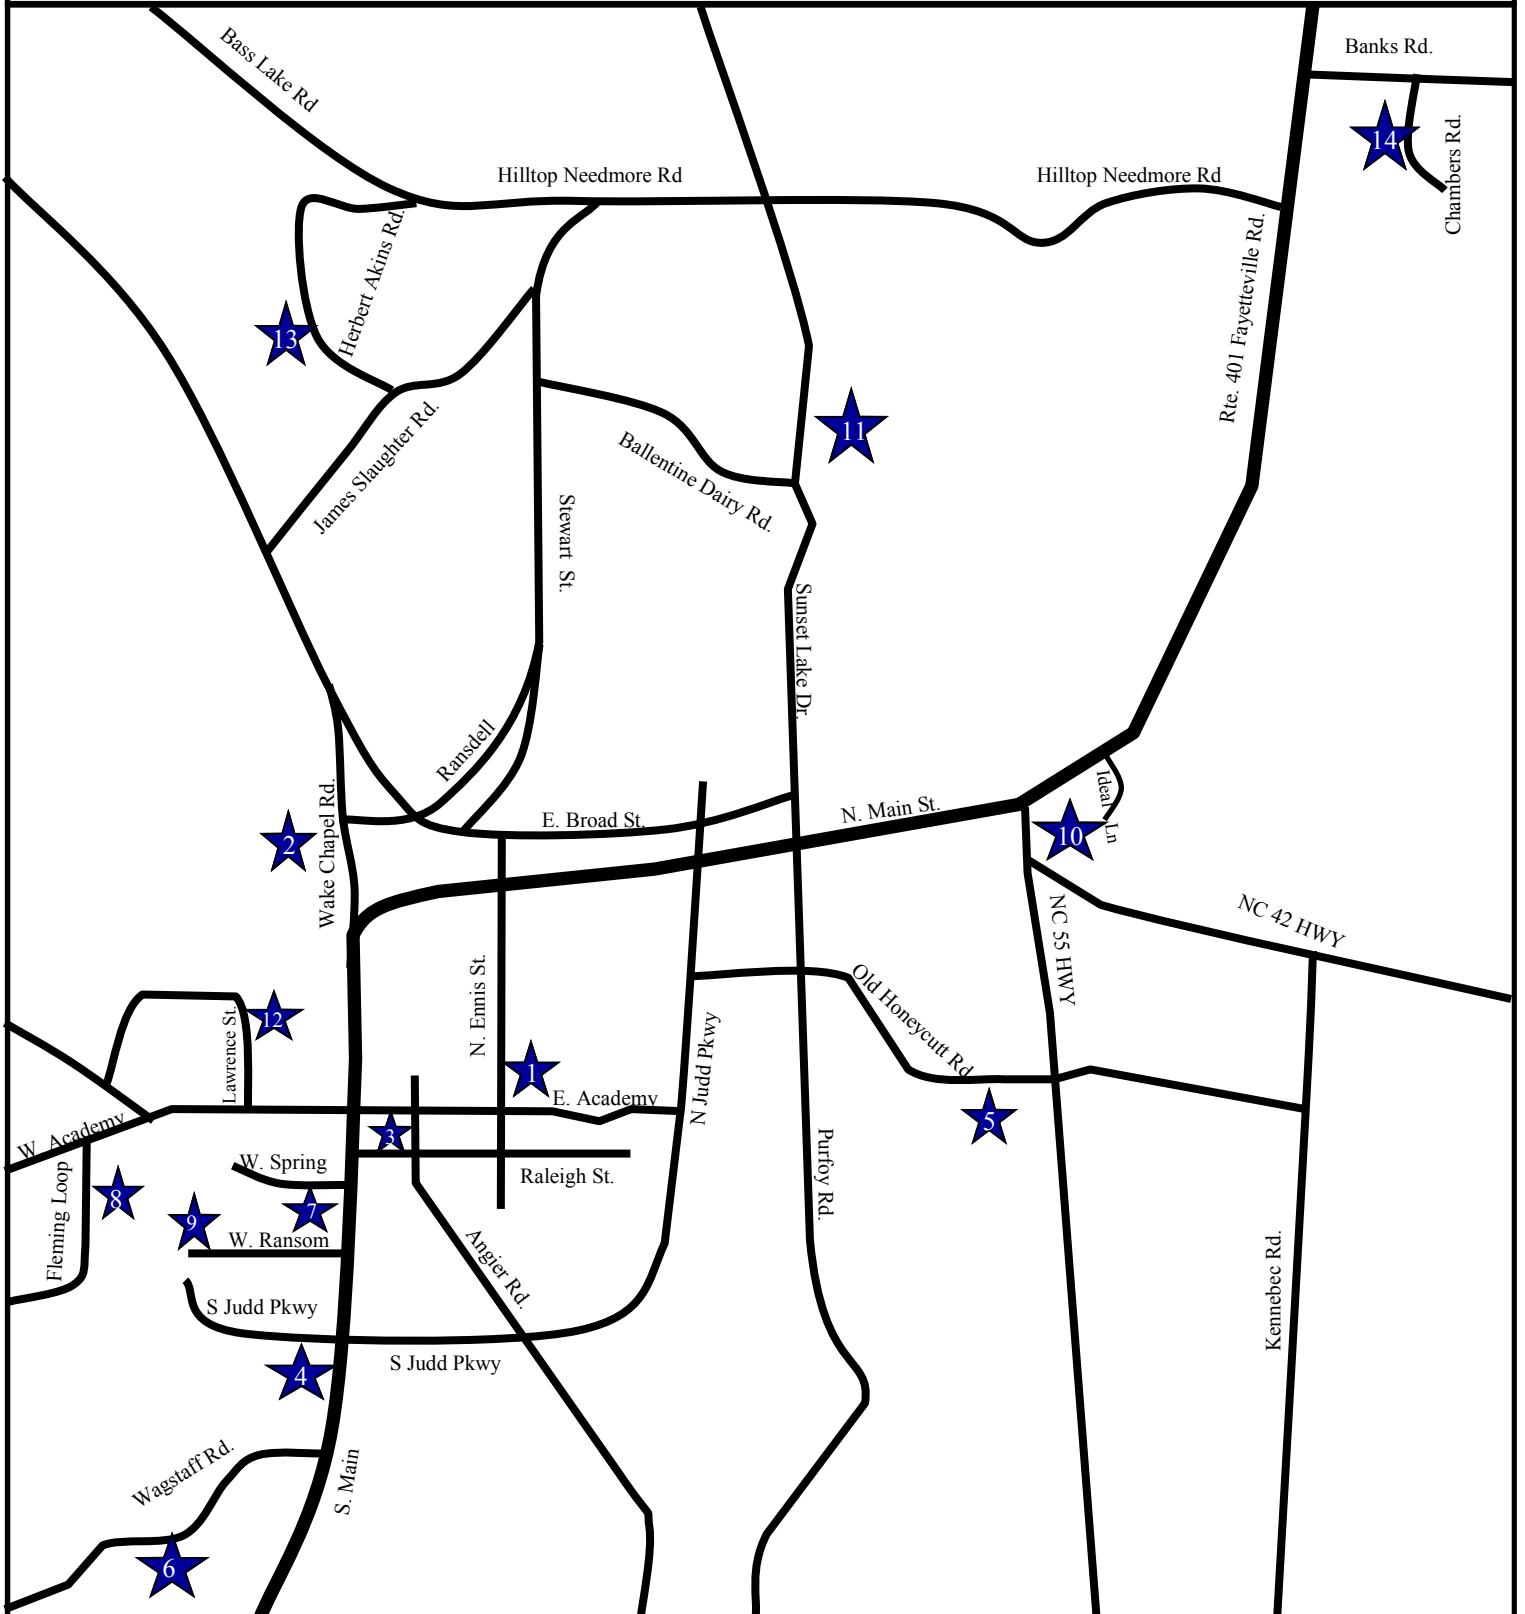 Banks Rd.
Bass Lake Rd
14
Chambers Rd.
Hilltop Needmore Rd
Hilltop Needmore Rd
Herbert Akins Rd.
Rte. 401 Fayetteville Rd.
13
James Slaughter Rd.
11
Ballentine Dairy Rd.
Stewart St.
Sunset Lake Dr.
Ransdell
Ideal Ln
Wake Chapel Rd.
E. Broad St.
N. Main St.
10
2
NC 42 HWY
NC 55 HWY
N. Ennis St.
Old Honeycutt Rd
12
Lawrence St.
N Judd Pkwy
1
E. Academy
W. Academy
3
5
W. Spring
Raleigh St.
Purfoy Rd.
Fleming Loop
8
9
7
W. Ransom
Angier Rd.
Kennebec Rd.
S Judd Pkwy
S Judd Pkwy
4
Wagstaff Rd.
S. Main
6